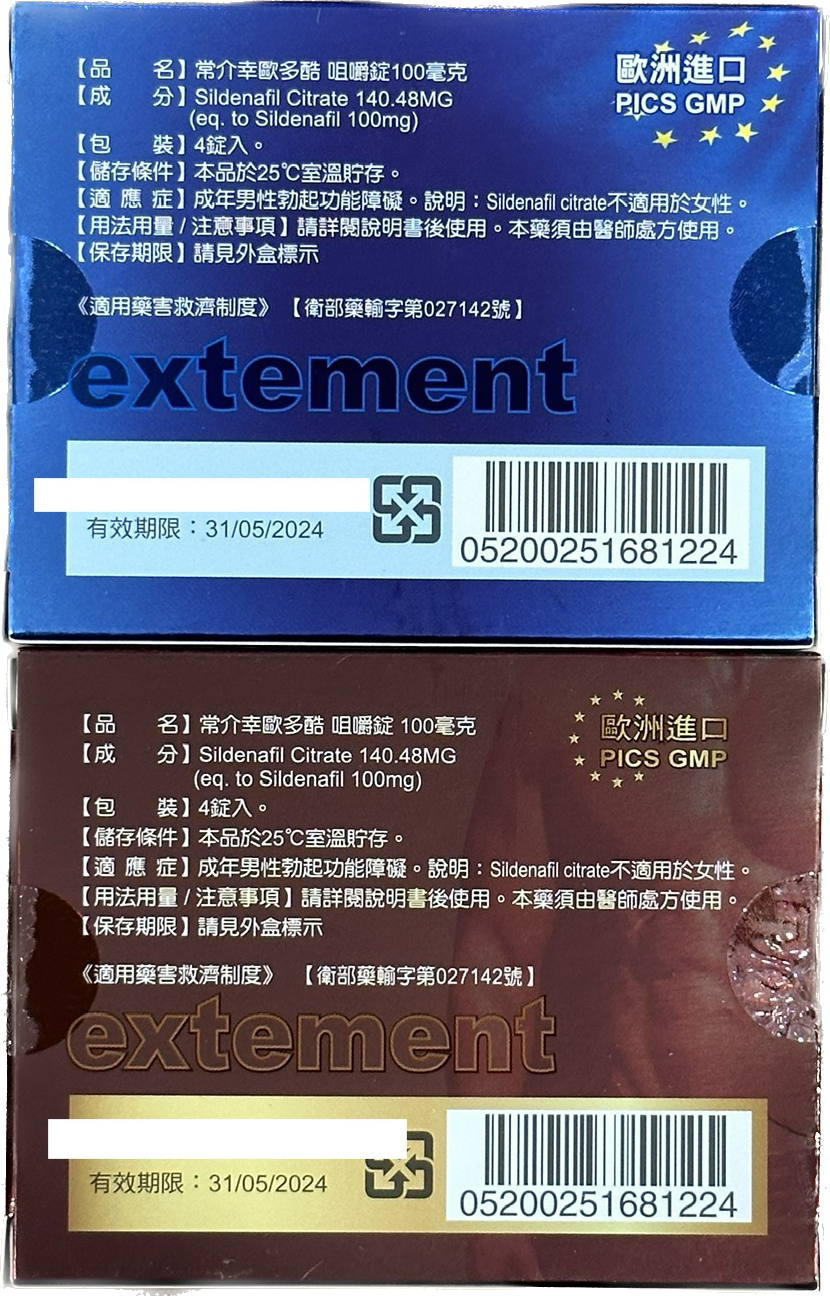 【品　　名】常介幸歐多酷 咀嚼錠100毫克
歐洲進口
PICS GMP
【成　　分】Sildenafil Citrate 140.48MG
(eq. to Sildenafil 100mg)
【包　　裝】4錠入。
【儲存條件】本品於25℃室溫貯存。
【適 應 症】成年男性勃起功能障礙。說明：Sildenafil citrate不適用於女性。
【用法用量 / 注意事項】請詳閱說明書後使用。本藥須由醫師處方使用。
【保存期限】請見外盒標示
《適用藥害救濟制度》 【衛部藥輸字第027142號】
extement
有效期限：31/05/2024
05200251681224
【品　　名】常介幸歐多酷 咀嚼錠 100毫克
歐洲進口
PICS GMP
【成　　分】Sildenafil Citrate 140.48MG
(eq. to Sildenafil 100mg)
【包　　裝】4錠入。
【儲存條件】本品於25℃室溫貯存。
【適 應 症】成年男性勃起功能障礙。說明：Sildenafil citrate不適用於女性。
【用法用量 / 注意事項】請詳閱說明書後使用。本藥須由醫師處方使用。
【保存期限】請見外盒標示
《適用藥害救濟制度》 【衛部藥輸字第027142號】
extement
有效期限：31/05/2024
05200251681224